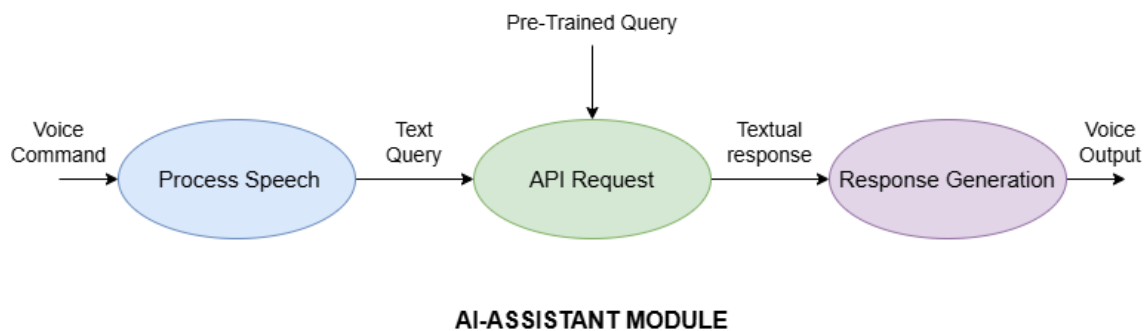 Pre-Trained Query
Voice
Command
Process Speech
Text
Query
API Request
Textual
response
Response Generation
Voice
Output
AI-ASSISTANT MODULE